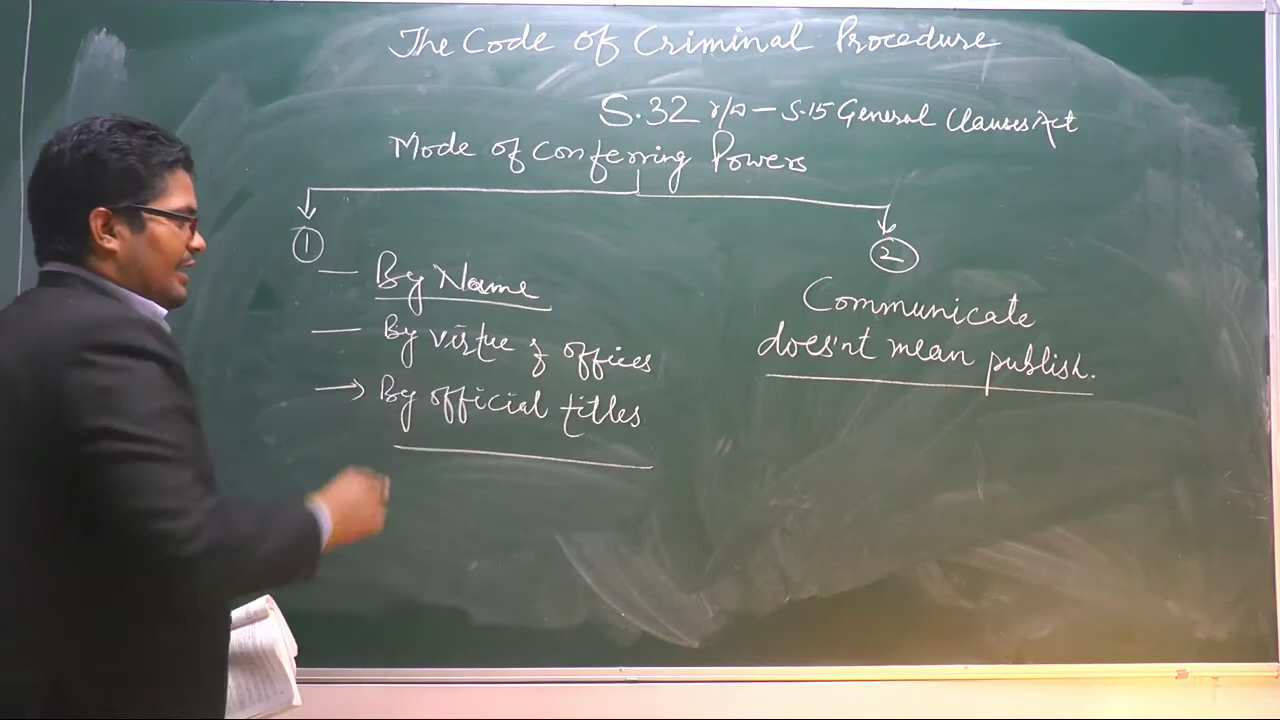 The Code of Criminal Procedure
S.32 r/w – S.15 General Clauses Act
Mode of conferring Powers
1
— By Name
— By virtue of offices
→ By official titles
2
Communicate
does'nt mean publish.